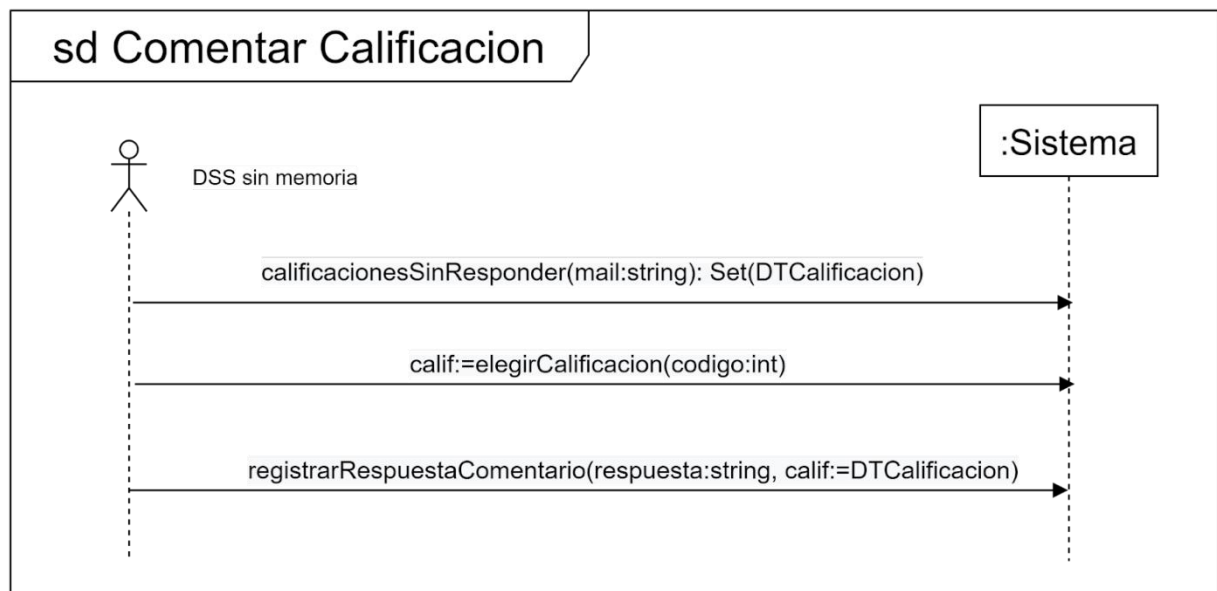 sd Comentar Calificacion
:Sistema
DSS sin memoria
calificacionesSinResponder(mail:string): Set(DTCalificacion)
calif:=elegirCalificacion(codigo:int)
registrarRespuestaComentario(respuesta:string, calif:=DTCalificacion)